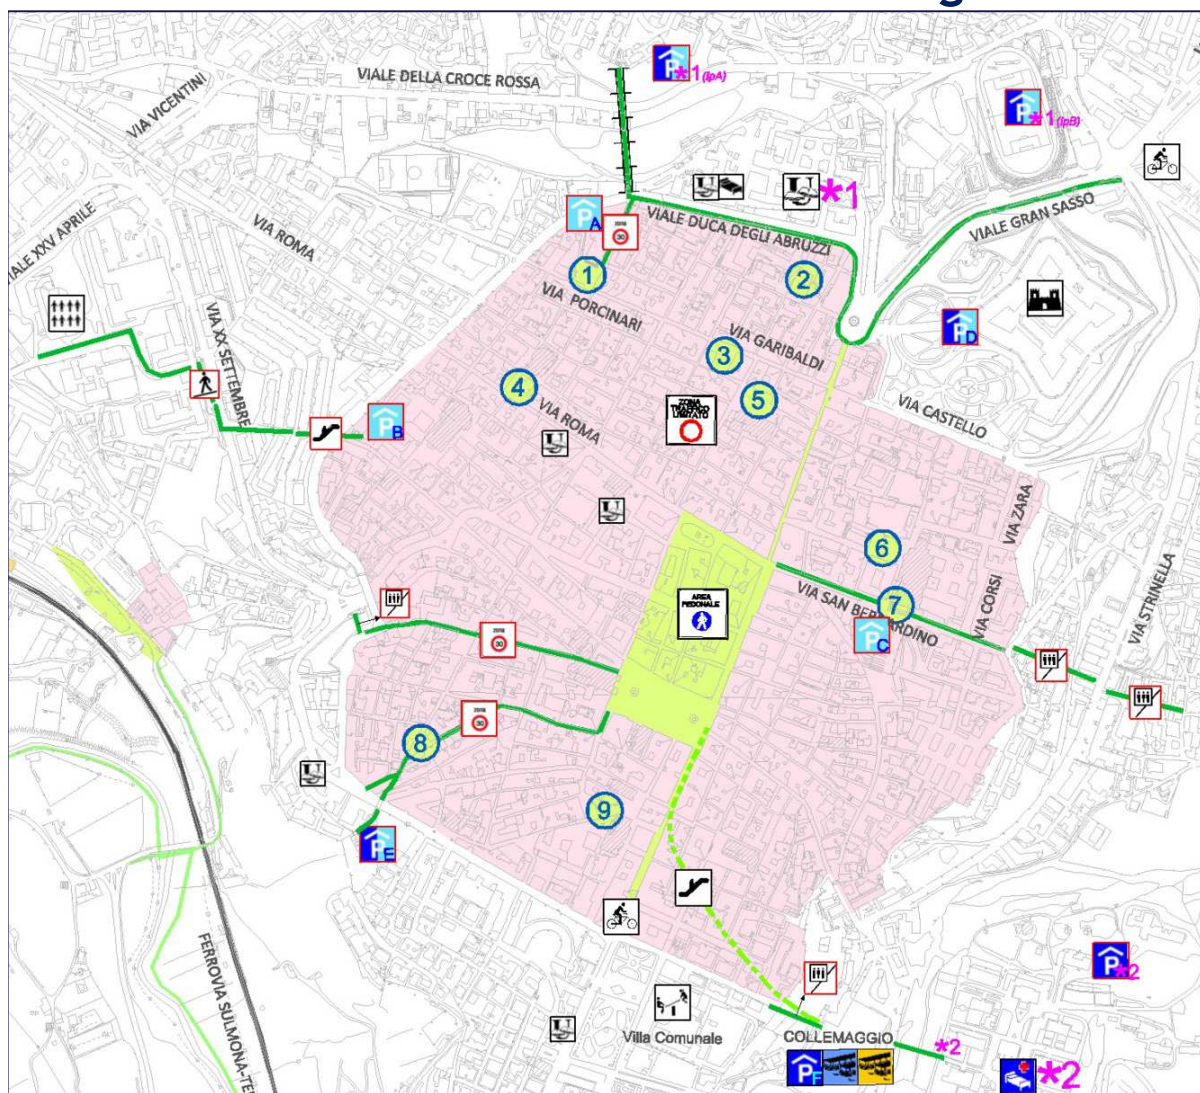 g
VIALE DELLA CROCE ROSSA
P*1(IpA)
P*1(IpB)
VIA VICENTINI
*1
P A
30
VIALE DUCA DEGLI ABRUZZI
VIALE GRAN SASSO
VIALE XXV APRILE
VIA ROMA
1
2
VIA PORCINARI
VIA XX SETTEMBRE
VIA GARIBALDI
P D
3
4
5
ZONA
TRAFFICO
LIMITATO
VIA ROMA
VIA CASTELLO
P B
VIA ZARA
6
7
AREA
PEDONALE
VIA SAN BERNARDINO
VIA CORSI
VIA STRINELLA
P C
30
30
8
9
P E
FERROVIA SULMONA-TE
P*2
Villa Comunale
COLLEMAGGIO
*2
P F
*2